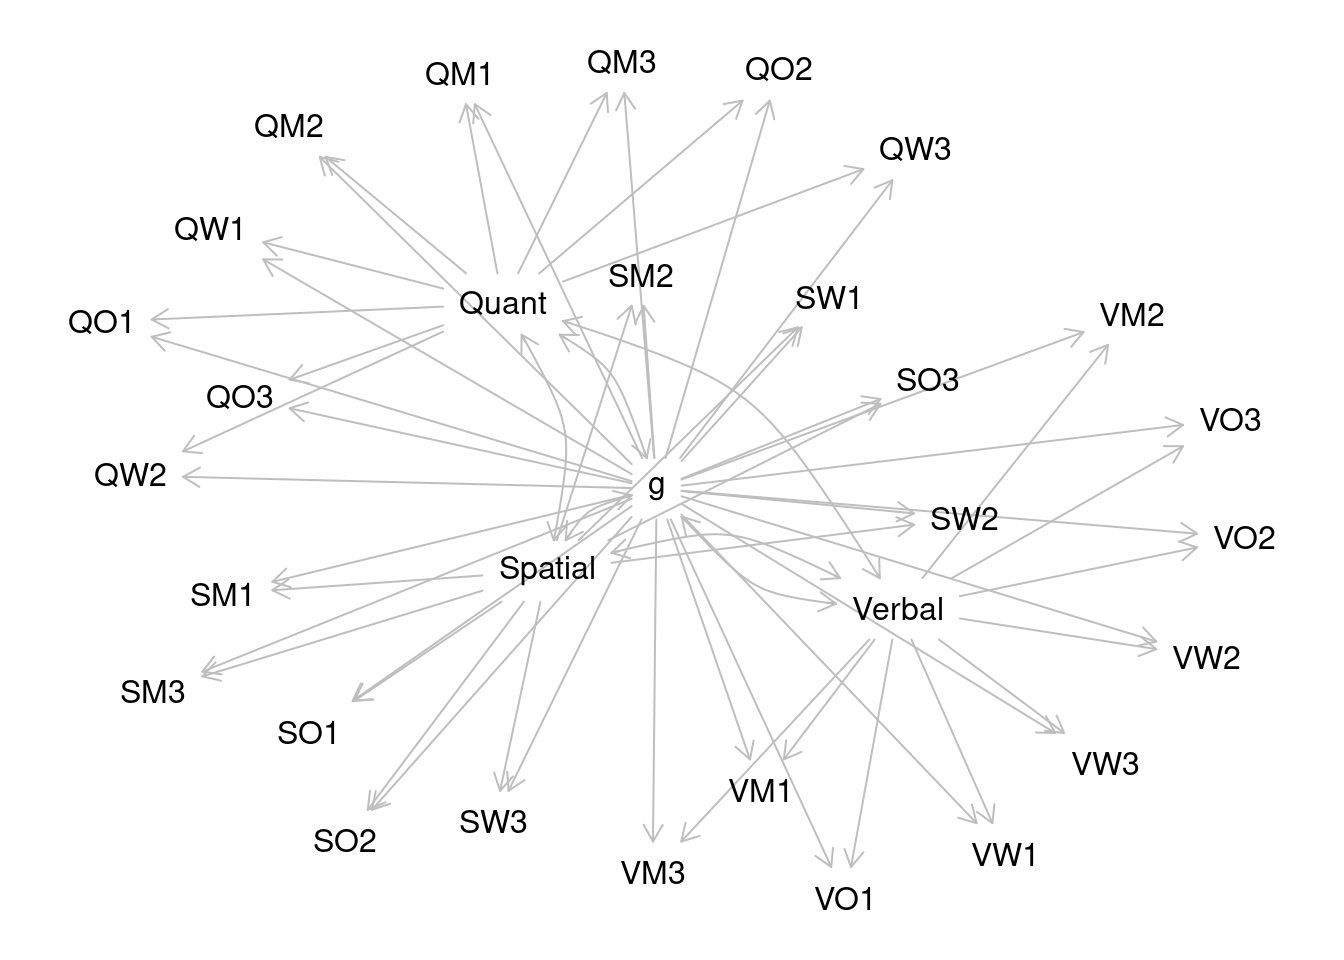 QM3
QO2
QM1
QM2
QW3
QW1
SM2
SW1
Quant
VM2
QO1
SO3
QO3
VO3
QW2
g
SW2
VO2
Spatial
SM1
Verbal
VW2
SM3
SO1
VW3
VM1
SW3
SO2
VW1
VM3
VO1